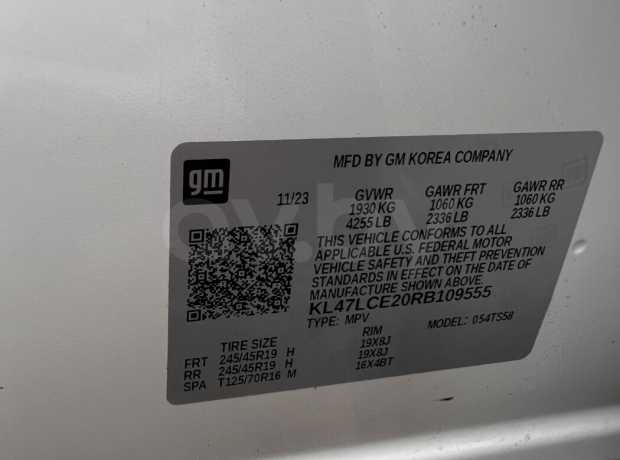 gm
MFD BY GM KOREA COMPANY
11/23
GVWR GAWR FRT GAWR RR
1930 KG 1060 KG 1060 KG
4255 LB 2336 LB 2336 LB
THIS VEHICLE CONFORMS TO ALL
APPLICABLE U.S. FEDERAL MOTOR
VEHICLE SAFETY AND THEFT PREVENTION
STANDARDS IN EFFECT ON THE DATE OF
MANUFACTURE SHOWN ABOVE.
KL47LCE20RB109555
TYPE: MPV MODEL: 054TS58
TIRE SIZE RIM
FRT 245/45R19 H 19X8J
RR 245/45R19 H 19X8J
SPA T125/70R16 M 16X4BT